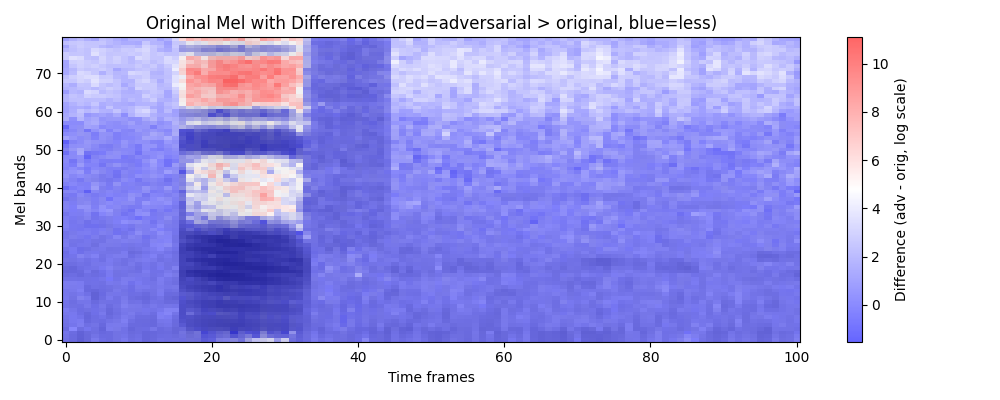 Original Mel with Differences (red=adversarial > original, blue=less)
Mel bands
70
60
50
40
30
20
10
0
0 20 40 60 80 100
Time frames
10
8
6
4
2
0
Difference (adv - orig, log scale)